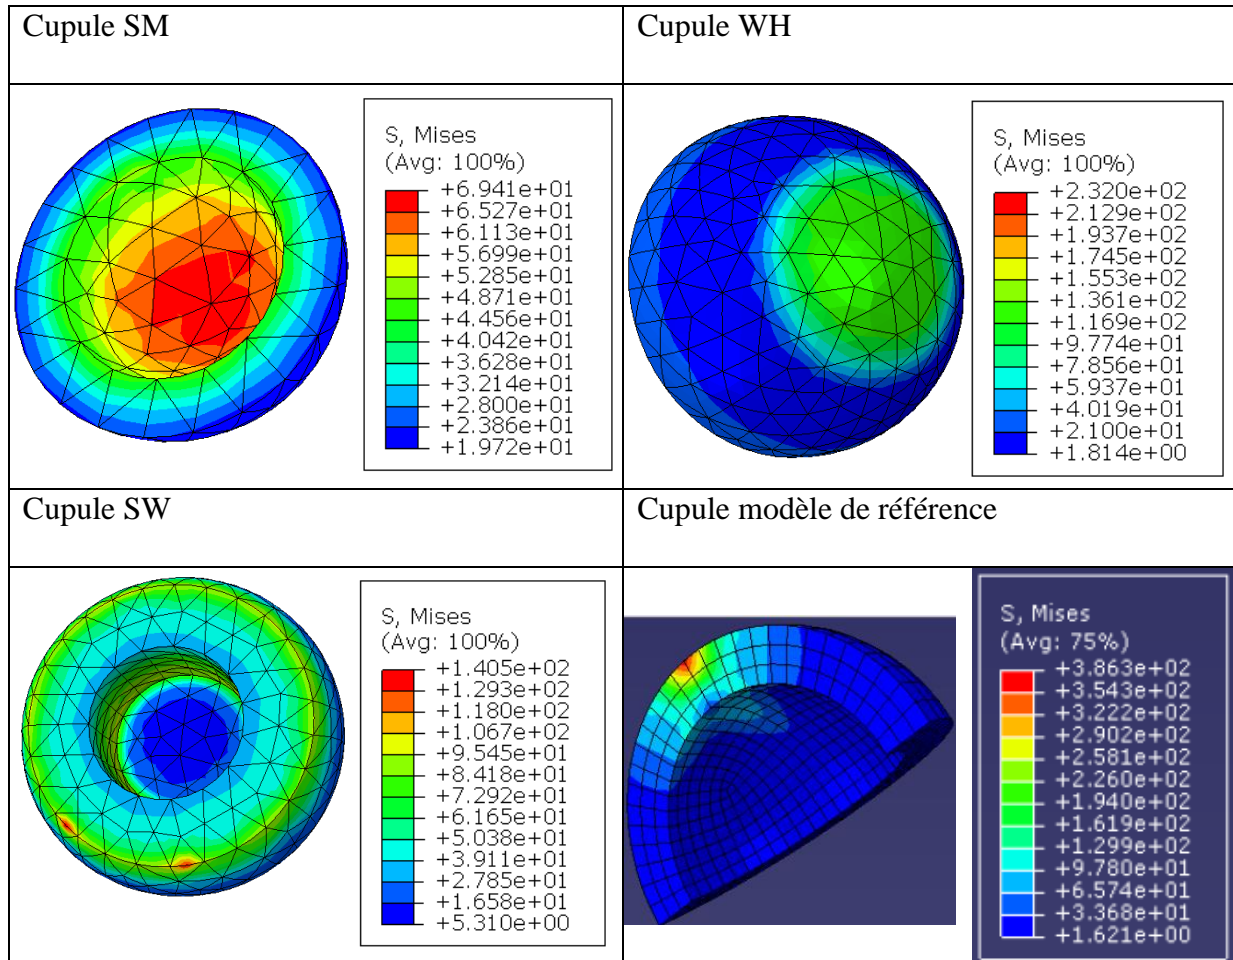 Cupule SM
Cupule WH
S, Mises
(Avg: 100%)
+6.941e+01
+6.527e+01
+6.113e+01
+5.699e+01
+5.285e+01
+4.871e+01
+4.456e+01
+4.042e+01
+3.628e+01
+3.214e+01
+2.800e+01
+2.386e+01
+1.972e+01
S, Mises
(Avg: 100%)
+2.320e+02
+2.129e+02
+1.937e+02
+1.745e+02
+1.553e+02
+1.361e+02
+1.169e+02
+9.774e+01
+7.856e+01
+5.937e+01
+4.019e+01
+2.100e+01
+1.814e+00
Cupule SW
Cupule modèle de référence
S, Mises
(Avg: 100%)
+1.405e+02
+1.293e+02
+1.180e+02
+1.067e+02
+9.545e+01
+8.418e+01
+7.292e+01
+6.165e+01
+5.038e+01
+3.911e+01
+2.785e+01
+1.658e+01
+5.310e+00
S, Mises
(Avg: 75%)
+3.863e+02
+3.543e+02
+3.222e+02
+2.902e+02
+2.581e+02
+2.260e+02
+1.940e+02
+1.619e+02
+1.299e+02
+9.780e+01
+6.574e+01
+3.368e+01
+1.621e+00